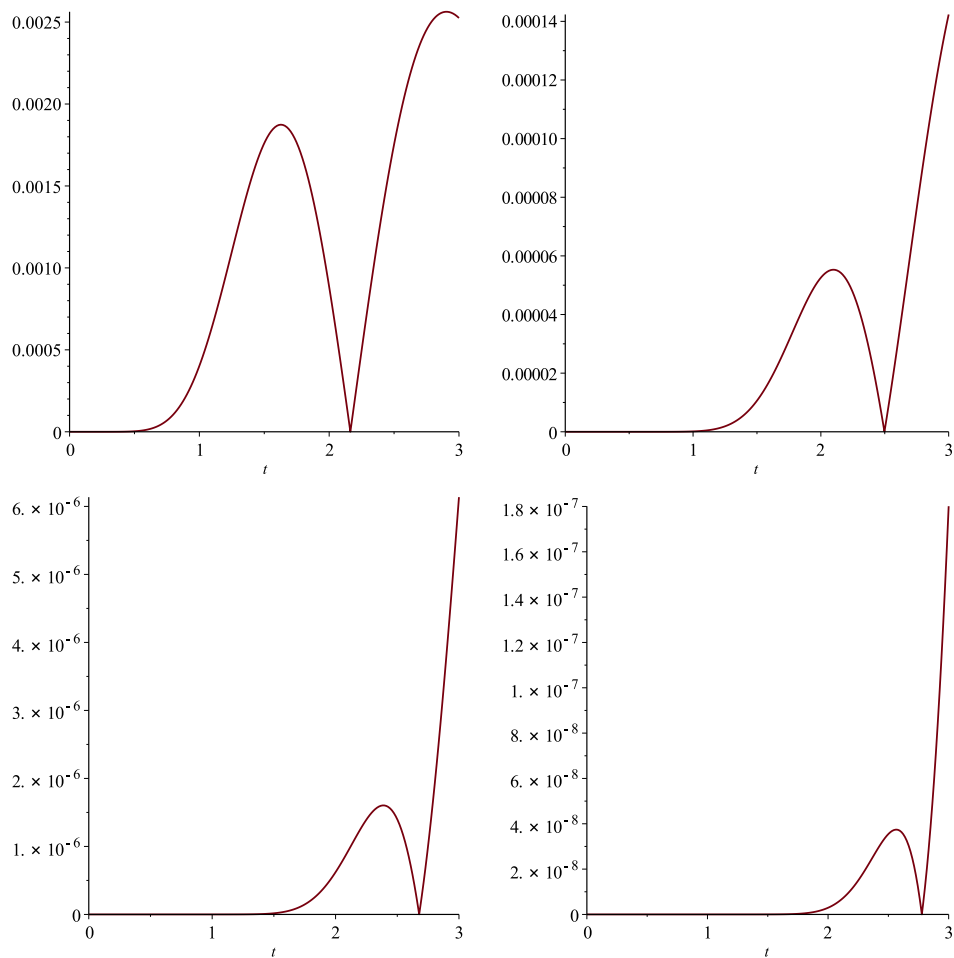 0.0025
0.0020
0.0015
0.0010
0.0005
0
0 1 2 3
t
0.00014
0.00012
0.00010
0.00008
0.00006
0.00004
0.00002
0
0 1 2 3
t
6. × 10⁻⁶
5. × 10⁻⁶
4. × 10⁻⁶
3. × 10⁻⁶
2. × 10⁻⁶
1. × 10⁻⁶
0
0 1 2 3
t
1.8 × 10⁻⁷
1.6 × 10⁻⁷
1.4 × 10⁻⁷
1.2 × 10⁻⁷
1. × 10⁻⁷
8. × 10⁻⁸
6. × 10⁻⁸
4. × 10⁻⁸
2. × 10⁻⁸
0
0 1 2 3
t